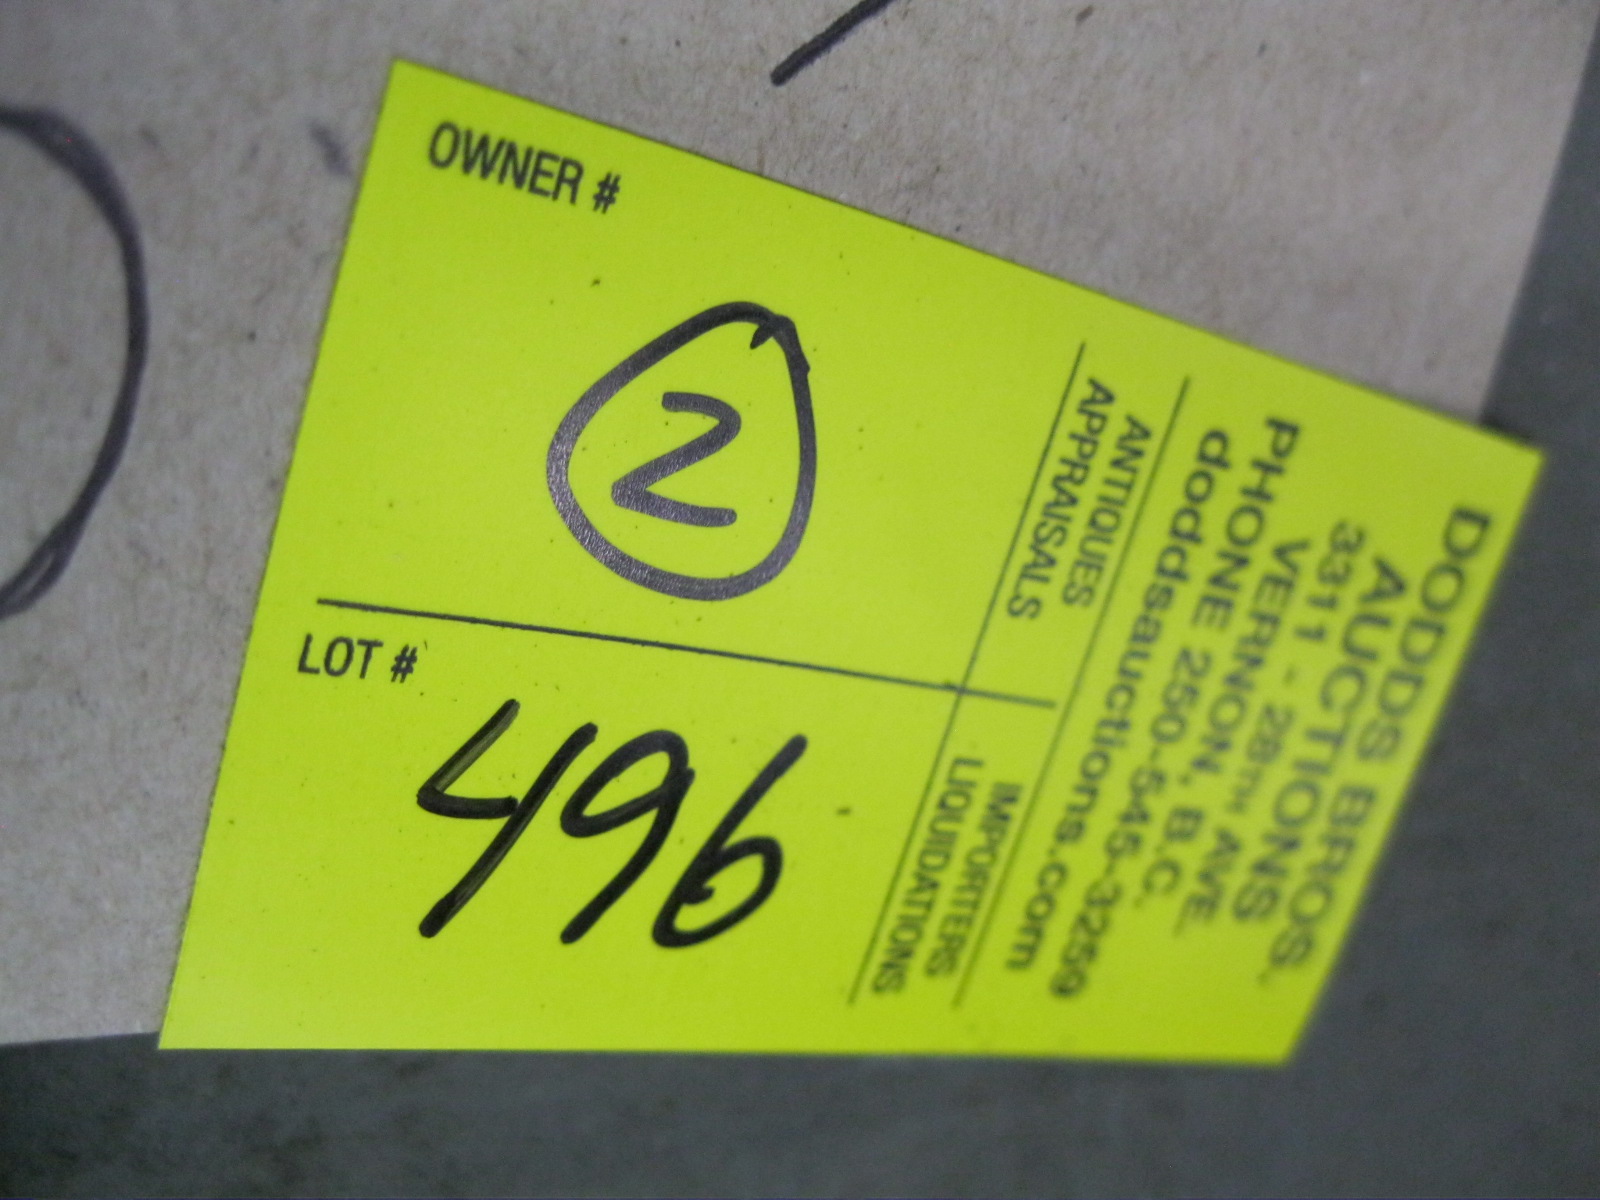 OWNER #
2
LOT #
496
DODDS BROS.
AUCTIONS
3311 - 28TH AVE.
VERNON, B.C.
PHONE 250-545-3259
doddsauctions.com
ANTIQUES
APPRAISALS
IMPORTERS
LIQUIDATIONS